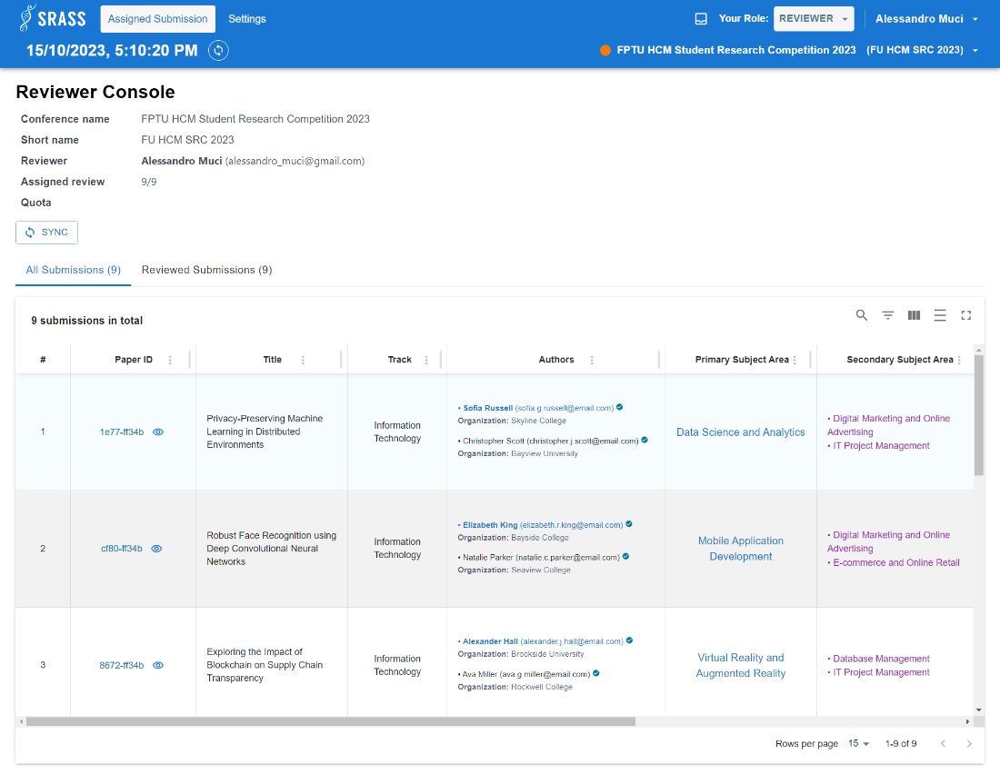 SRASS Assigned Submission Settings Your Role: REVIEWER Alessandro Muci
15/10/2023, 5:10:20 PM FPTU HCM Student Research Competition 2023 (FU HCM SRC 2023)
Reviewer Console
Conference name FPTU HCM Student Research Competition 2023
Short name FU HCM SRC 2023
Reviewer Alessandro Muci (alessandro_muci@gmail.com)
Assigned review 9/9
Quota
SYNC
All Submissions (9) Reviewed Submissions (9)
9 submissions in total
# Paper ID Title Track Authors Primary Subject Area Secondary Subject Area
1
1e77-ff34b
Privacy-Preserving Machine
Learning in Distributed
Environments
Information
Technology
• Sofia Russell (sofia.g.russell@email.com)
Organization: Skyline College
• Christopher Scott (christopher.j.scott@email.com)
Organization: Bayview University
Data Science and Analytics
• Digital Marketing and Online
Advertising
• IT Project Management
2
cf80-ff34b
Robust Face Recognition using
Deep Convolutional Neural
Networks
Information
Technology
• Elizabeth King (elizabeth.r.king@email.com)
Organization: Bayside College
• Natalie Parker (natalie.c.parker@email.com)
Organization: Seaview College
Mobile Application
Development
• Digital Marketing and Online
Advertising
• E-commerce and Online Retail
3
8672-ff34b
Exploring the Impact of
Blockchain on Supply Chain
Transparency
Information
Technology
• Alexander Hall (alexander.j.hall@email.com)
Organization: Brookside University
• Ava Miller (ava.g.miller@email.com)
Organization: Rockwell College
Virtual Reality and
Augmented Reality
• Database Management
• IT Project Management
Rows per page 15 1-9 of 9